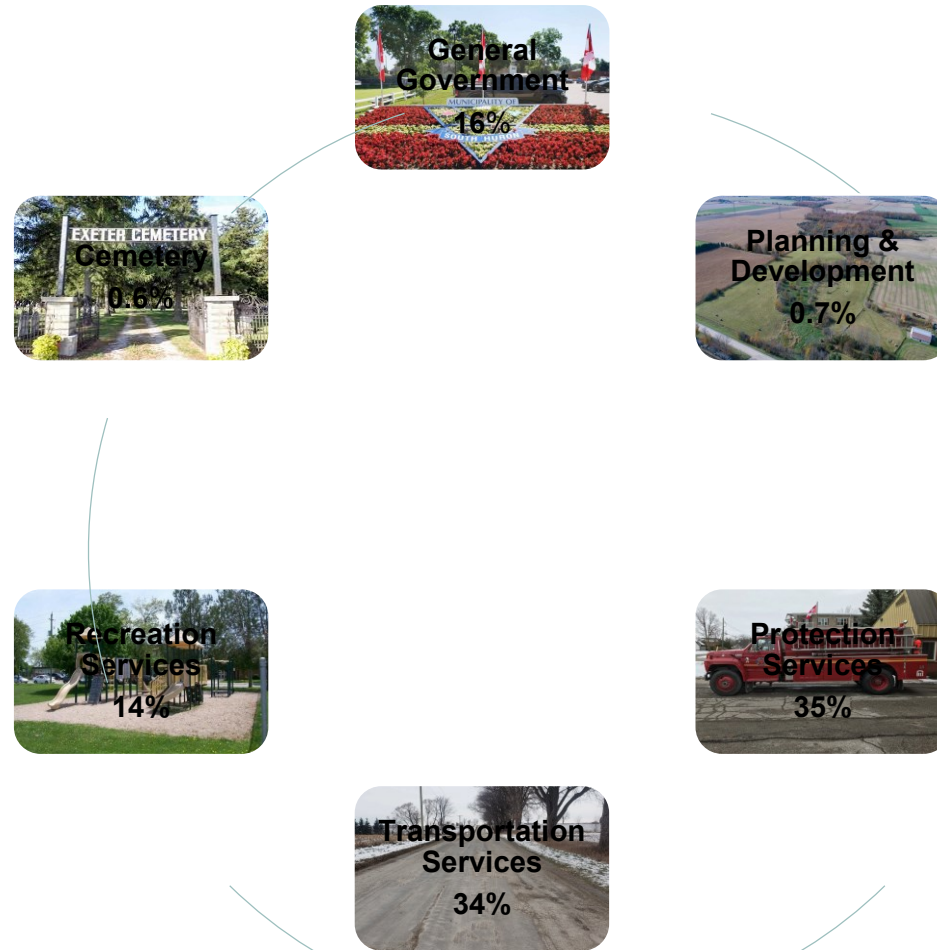 General
Government
MUNICIPALITY OF
16%
SOUTH HURON
Planning &
Development
0.7%
Protection
Services
35%
Transportation
Services
34%
Recreation
Services
14%
EXETER CEMETERY
Cemetery
0.6%